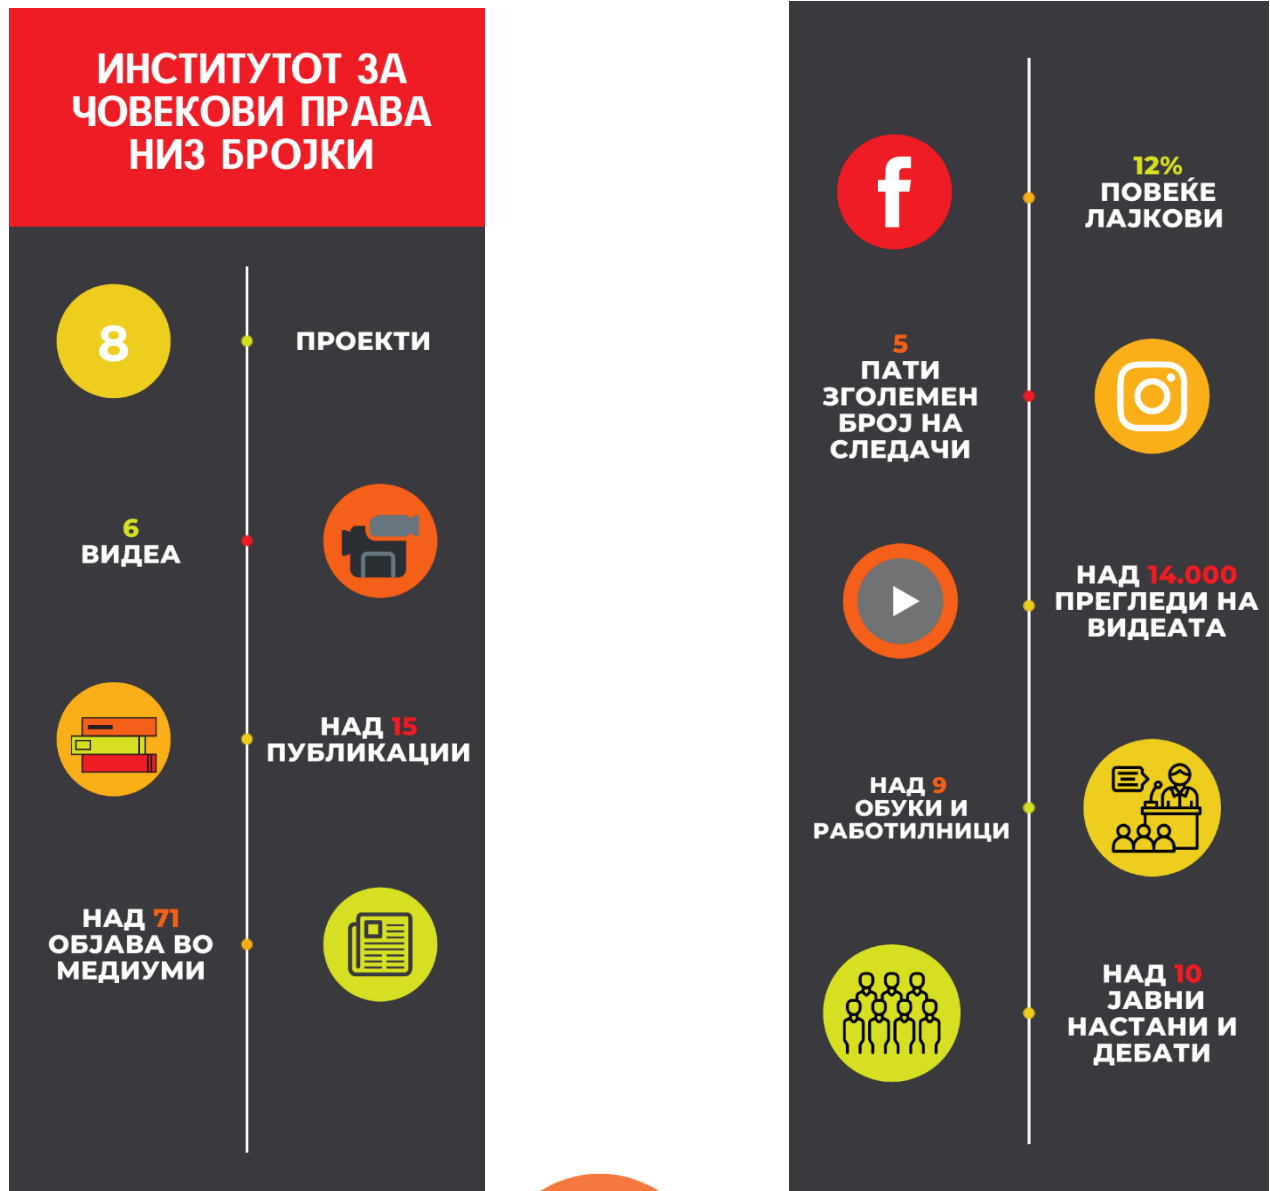 ИНСТИТУТОТ ЗА
ЧОВЕКОВИ ПРАВА
НИЗ БРОЈКИ
8
ПРОЕКТИ
6
ВИДЕА
НАД 15
ПУБЛИКАЦИИ
НАД 71
ОБЈАВА ВО
МЕДИУМИ
12%
ПОВЕЌЕ
ЛАЈКОВИ
5
ПАТИ
ЗГОЛЕМЕН
БРОЈ НА
СЛЕДАЧИ
НАД 14.000
ПРЕГЛЕДИ НА
ВИДЕАТА
НАД 9
ОБУКИ И
РАБОТИЛНИЦИ
НАД 10
ЈАВНИ
НАСТАНИ И
ДЕБАТИ